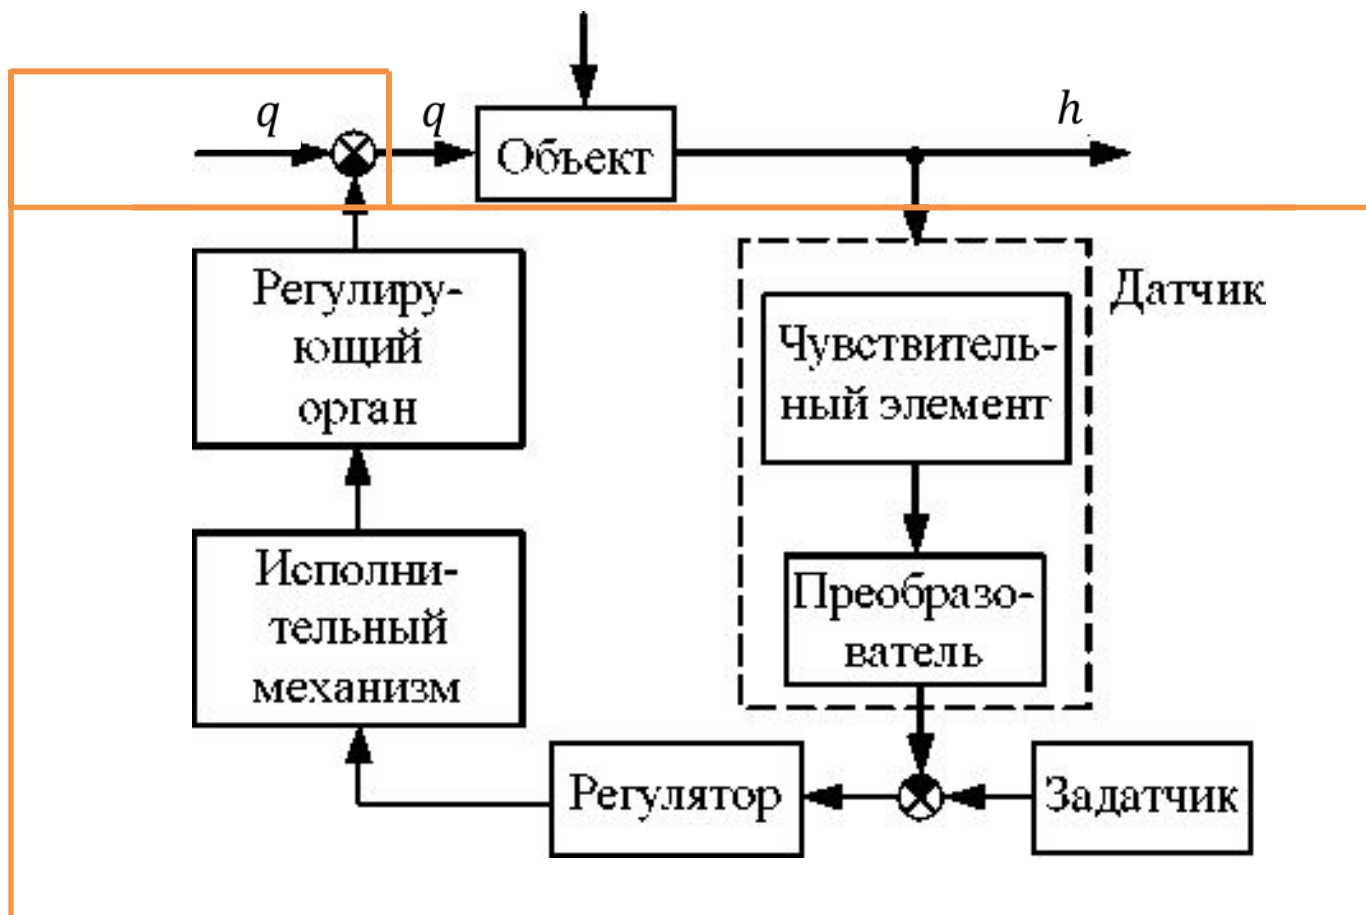 q
q
Объект
h
Регулиру-
ющий
орган
Датчик
Чувствитель-
ный элемент
Исполни-
тельный
механизм
Преобразо-
ватель
Регулятор
Задатчик